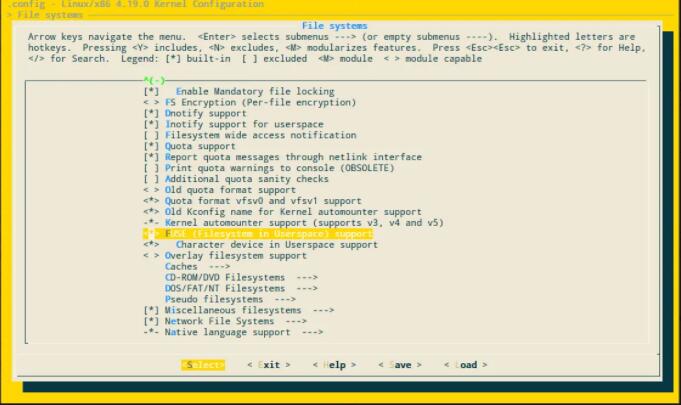 .config - Linux/x86 4.19.0 Kernel Configuration
> File systems
File systems
Arrow keys navigate the menu. <Enter> selects submenus ---> (or empty submenus ----). Highlighted letters are
hotkeys. Pressing <Y> includes, <N> excludes, <M> modularizes features. Press <Esc><Esc> to exit, <?> for Help,
</> for Search. Legend: [*] built-in [ ] excluded <M> module < > module capable
^(-)
[*] Enable Mandatory file locking
< > FS Encryption (Per-file encryption)
[*] Dnotify support
[*] Inotify support for userspace
[ ] Filesystem wide access notification
[*] Quota support
[*] Report quota messages through netlink interface
[ ] Print quota warnings to console (OBSOLETE)
[ ] Additional quota sanity checks
< > Old quota format support
<*> Quota format vfsv0 and vfsv1 support
<*> Old Kconfig name for Kernel automounter support
-*- Kernel automounter support (supports v3, v4 and v5)
<*> FUSE (Filesystem in Userspace) support
<*> Character device in Userspace support
< > Overlay filesystem support
Caches --->
CD-ROM/DVD Filesystems --->
DOS/FAT/NT Filesystems --->
Pseudo filesystems --->
[*] Miscellaneous filesystems --->
[*] Network File Systems --->
-*- Native language support --->
<Select> < Exit > < Help > < Save > < Load >